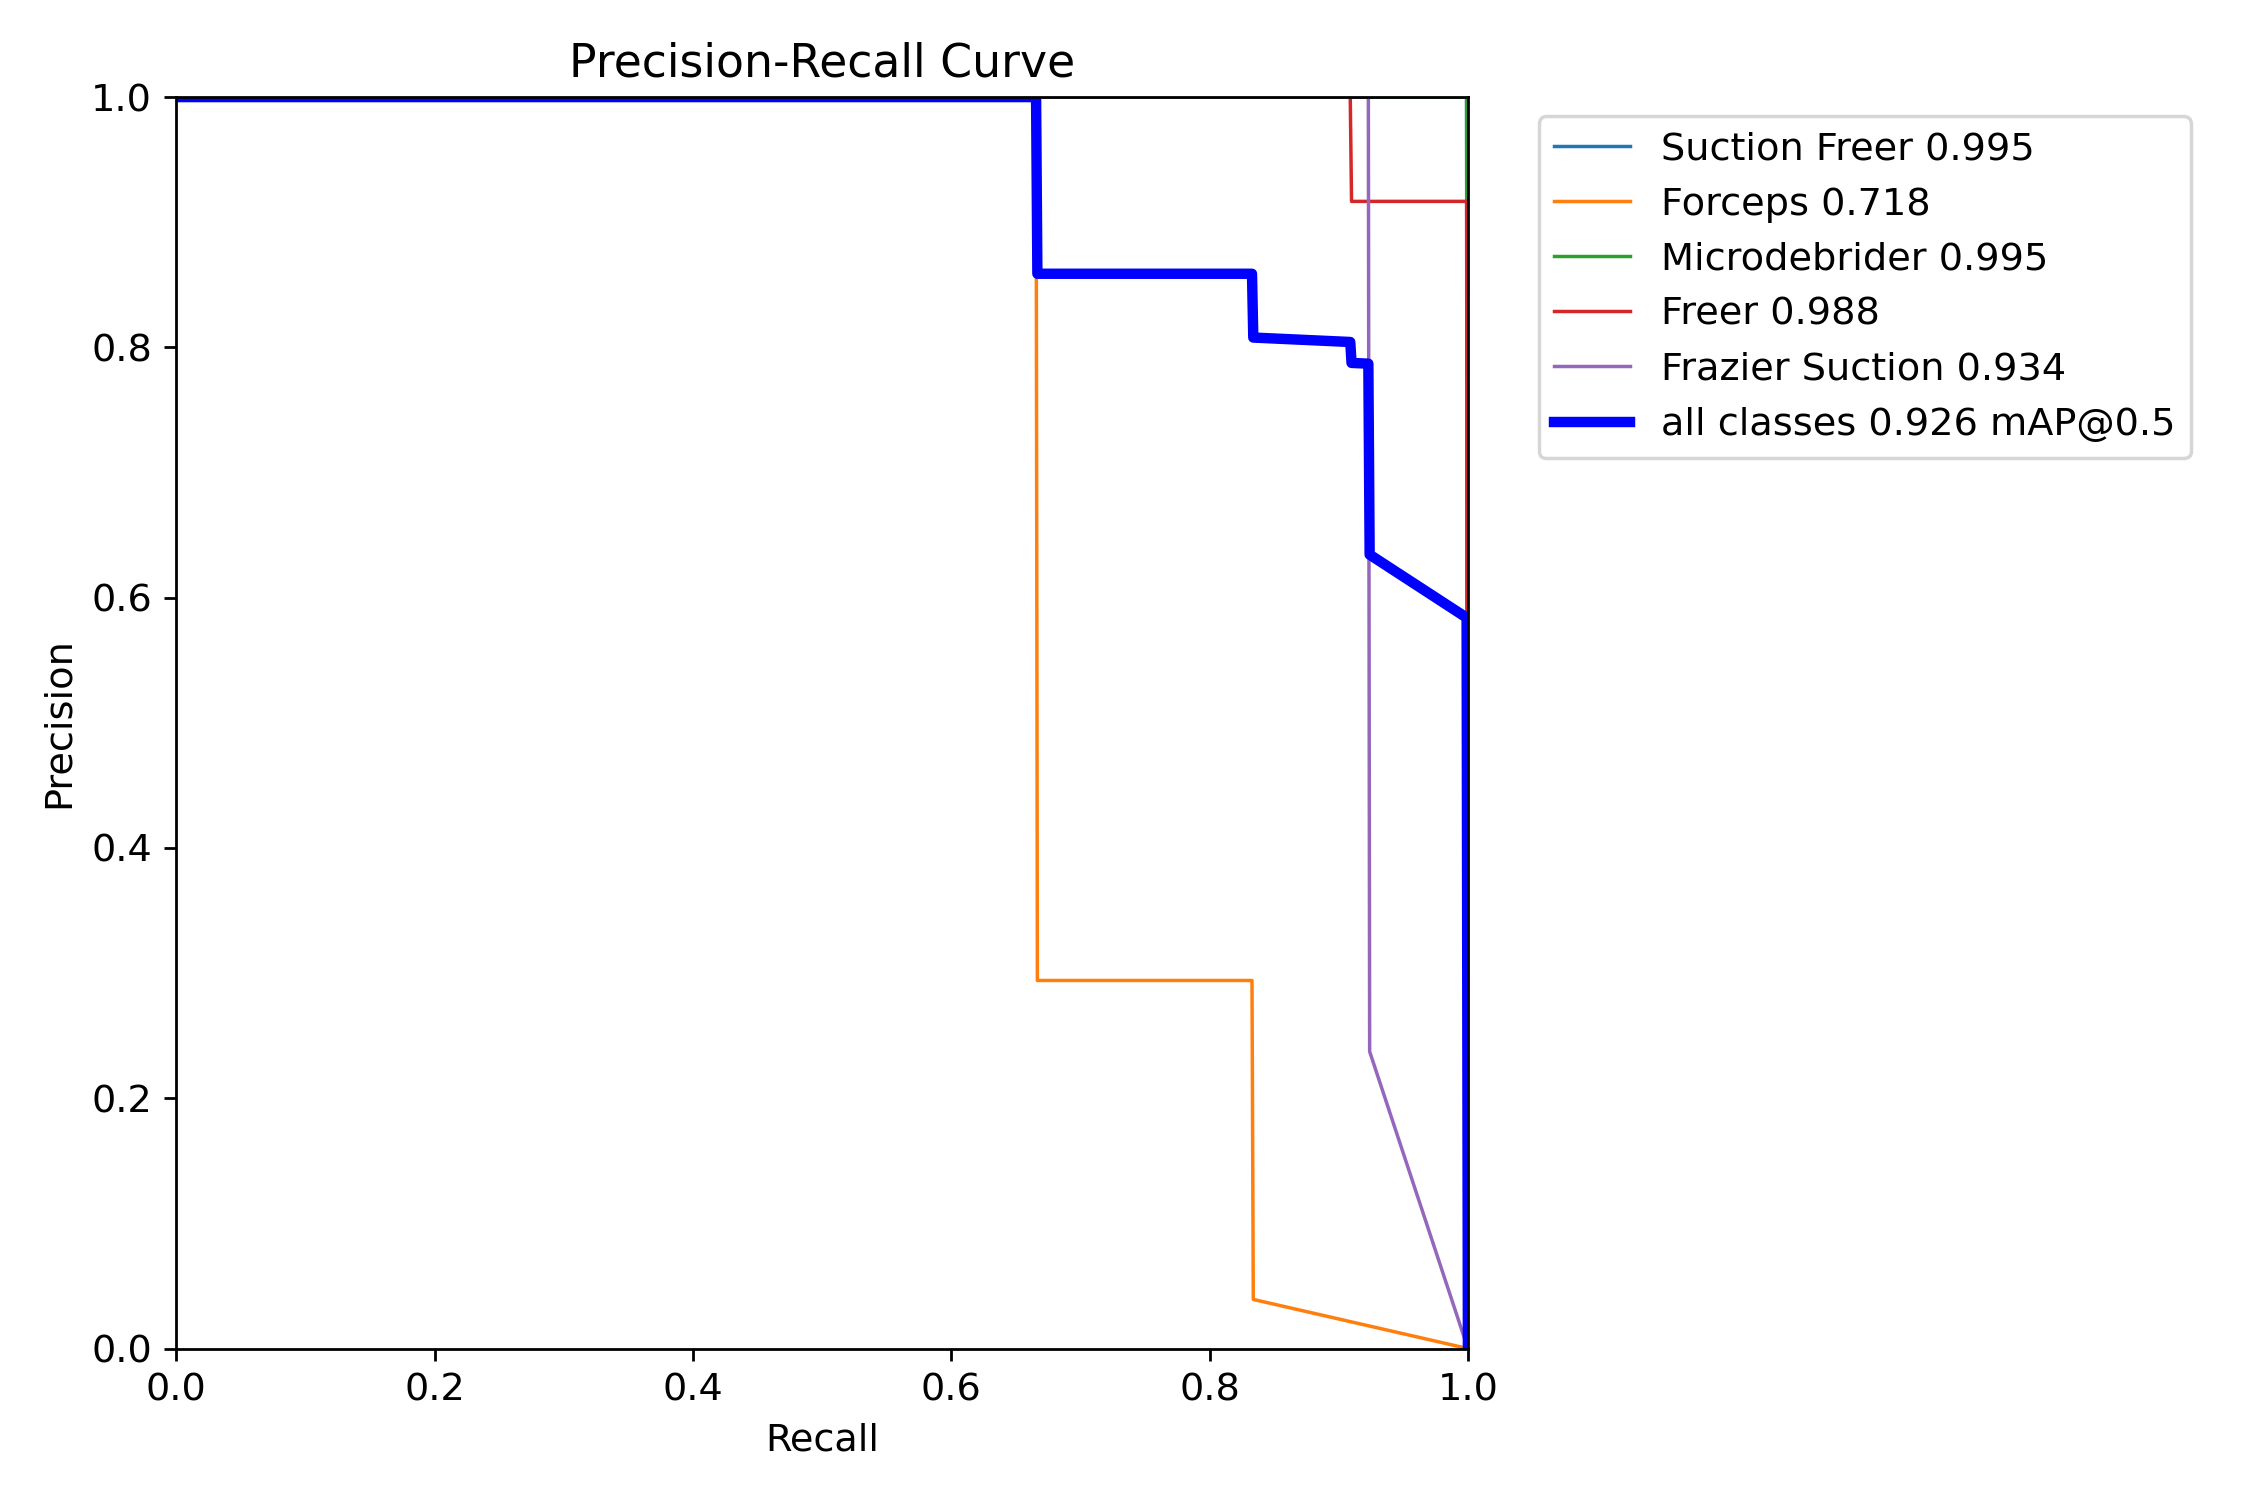 Precision-Recall Curve
1.0
0.8
0.6
0.4
0.2
0.0
Precision
0.0 0.2 0.4 0.6 0.8 1.0
Recall
Suction Freer 0.995
Forceps 0.718
Microdebrider 0.995
Freer 0.988
Frazier Suction 0.934
all classes 0.926 mAP@0.5